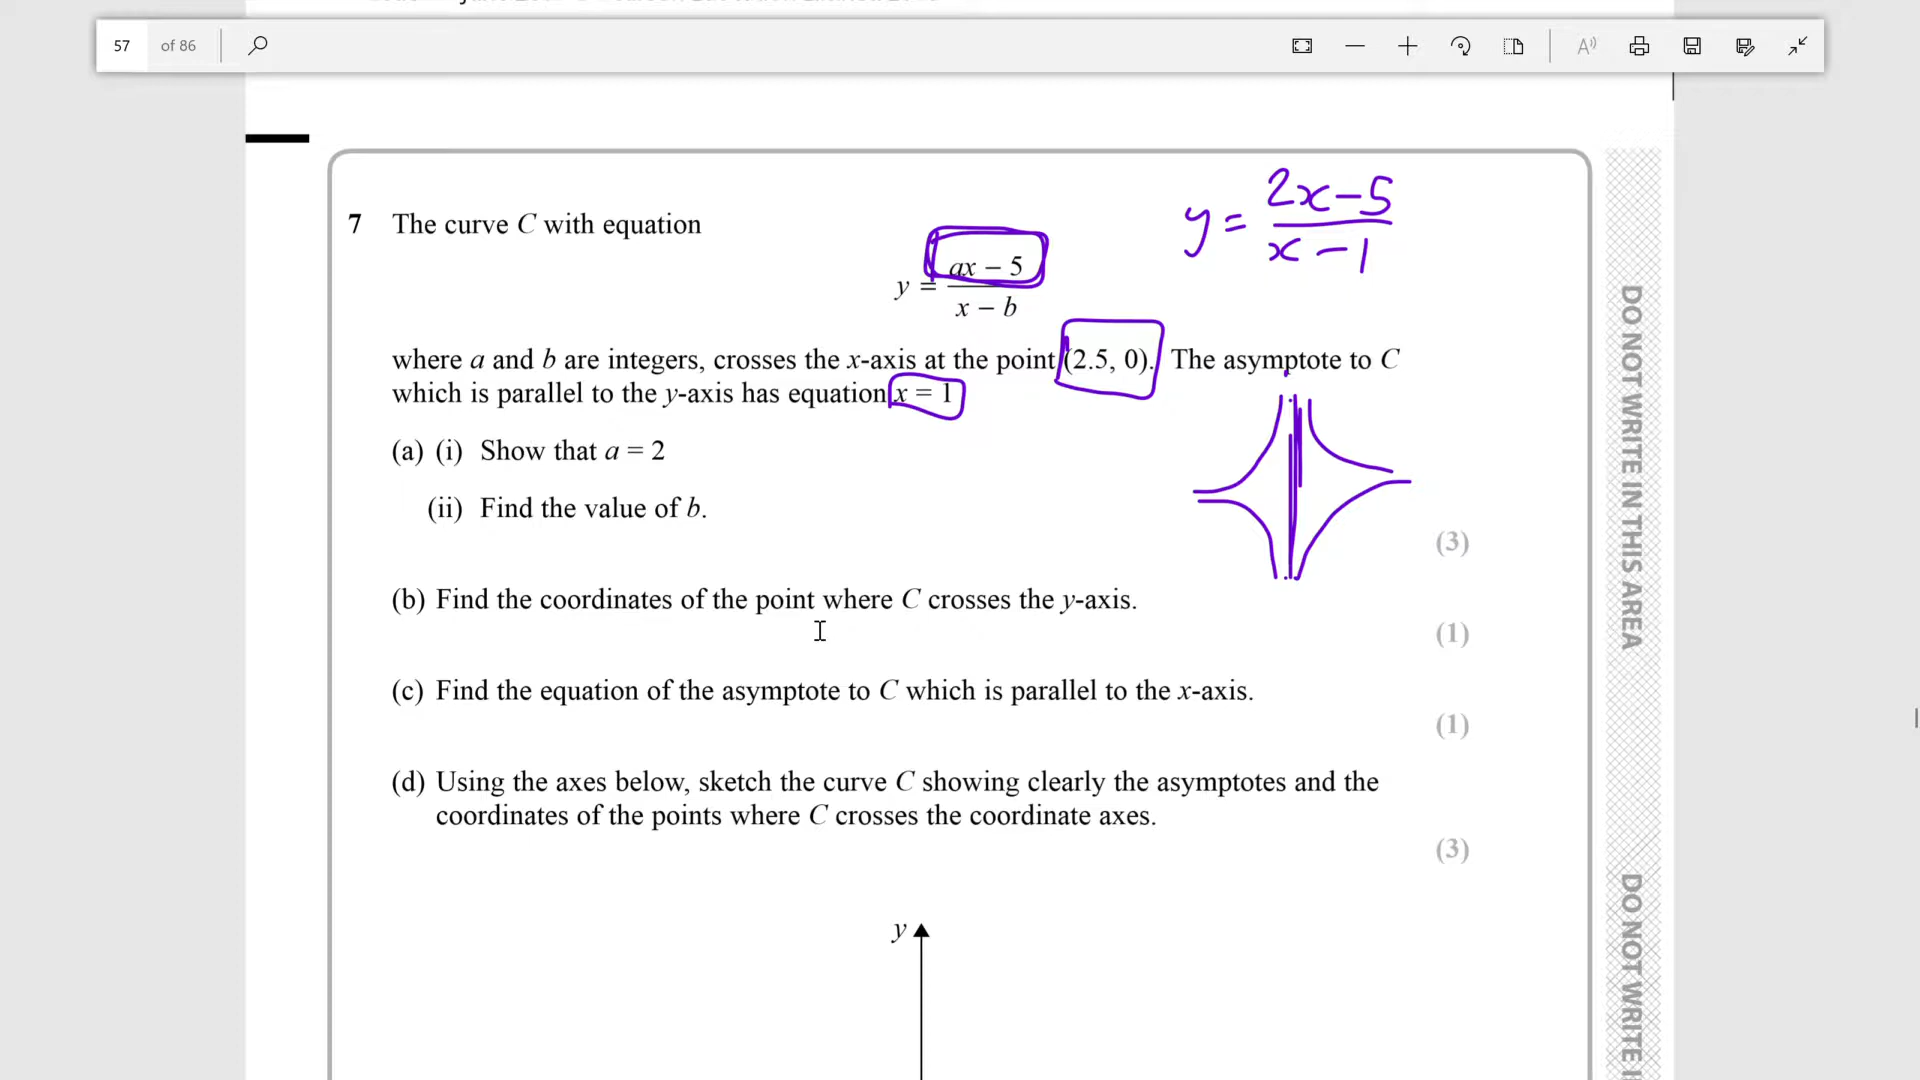 57 of 86
7 The curve C with equation
y = (ax – 5)/(x – b)
y = (2x – 5)/(x – 1)
where a and b are integers, crosses the x-axis at the point (2.5, 0). The asymptote to C
which is parallel to the y-axis has equation x = 1
(a) (i) Show that a = 2
(ii) Find the value of b.
(3)
(b) Find the coordinates of the point where C crosses the y-axis.
(1)
(c) Find the equation of the asymptote to C which is parallel to the x-axis.
(1)
(d) Using the axes below, sketch the curve C showing clearly the asymptotes and the
coordinates of the points where C crosses the coordinate axes.
(3)
y
DO NOT WRITE IN THIS AREA
DO NOT WRITE I